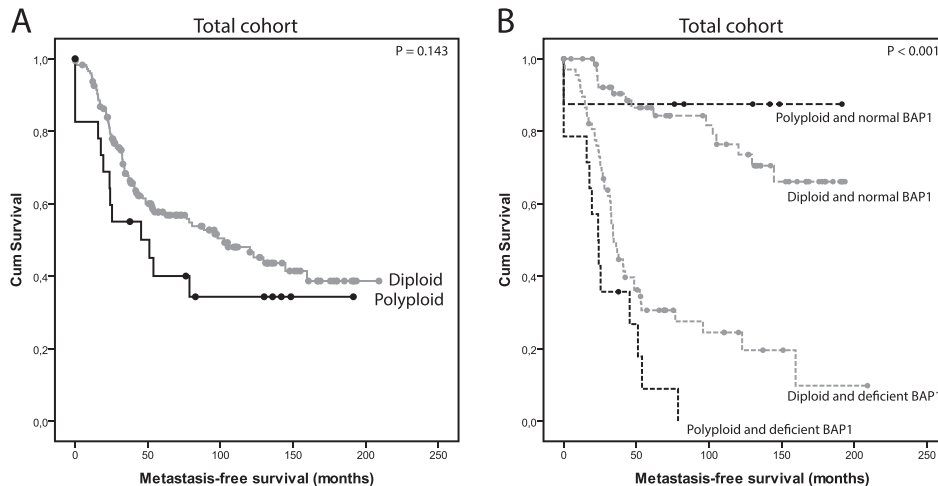 A
Total cohort
P = 0.143
1,0
0,8
0,6
0,4
0,2
0,0
Cum Survival
Diploid
Polyploid
0 50 100 150 200 250
Metastasis-free survival (months)
B
Total cohort
P < 0.001
1,0
0,8
0,6
0,4
0,2
0,0
Cum Survival
Polyploid and normal BAP1
Diploid and normal BAP1
Diploid and deficient BAP1
Polyploid and deficient BAP1
0 50 100 150 200 250
Metastasis-free survival (months)